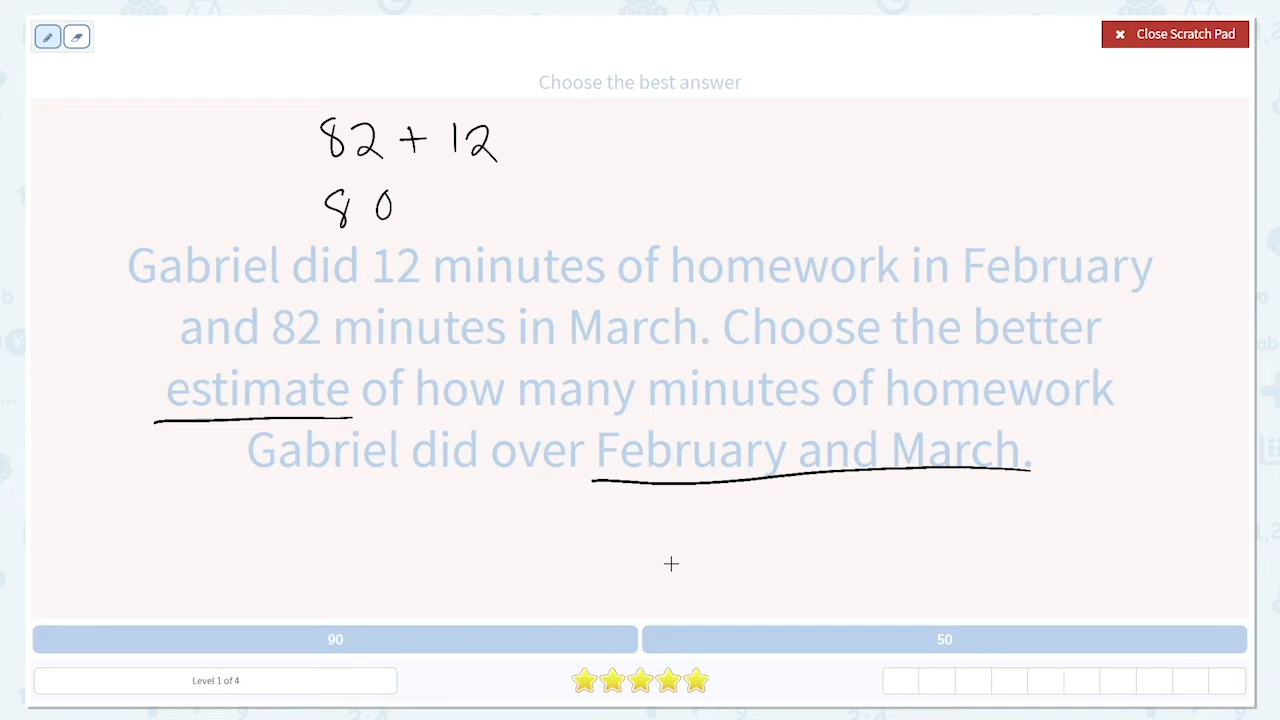 ✖ Close Scratch Pad
Choose the best answer
82 + 12
80
Gabriel did 12 minutes of homework in February
and 82 minutes in March. Choose the better
estimate of how many minutes of homework
Gabriel did over February and March.
90
50
Level 1 of 4